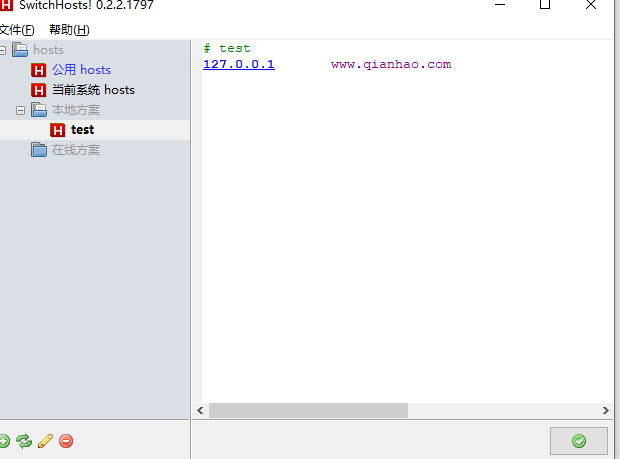 SwitchHosts! 0.2.2.1797
文件(F) 帮助(H)
hosts
公用 hosts
当前系统 hosts
本地方案
test
在线方案
# test
127.0.0.1 www.qianhao.com